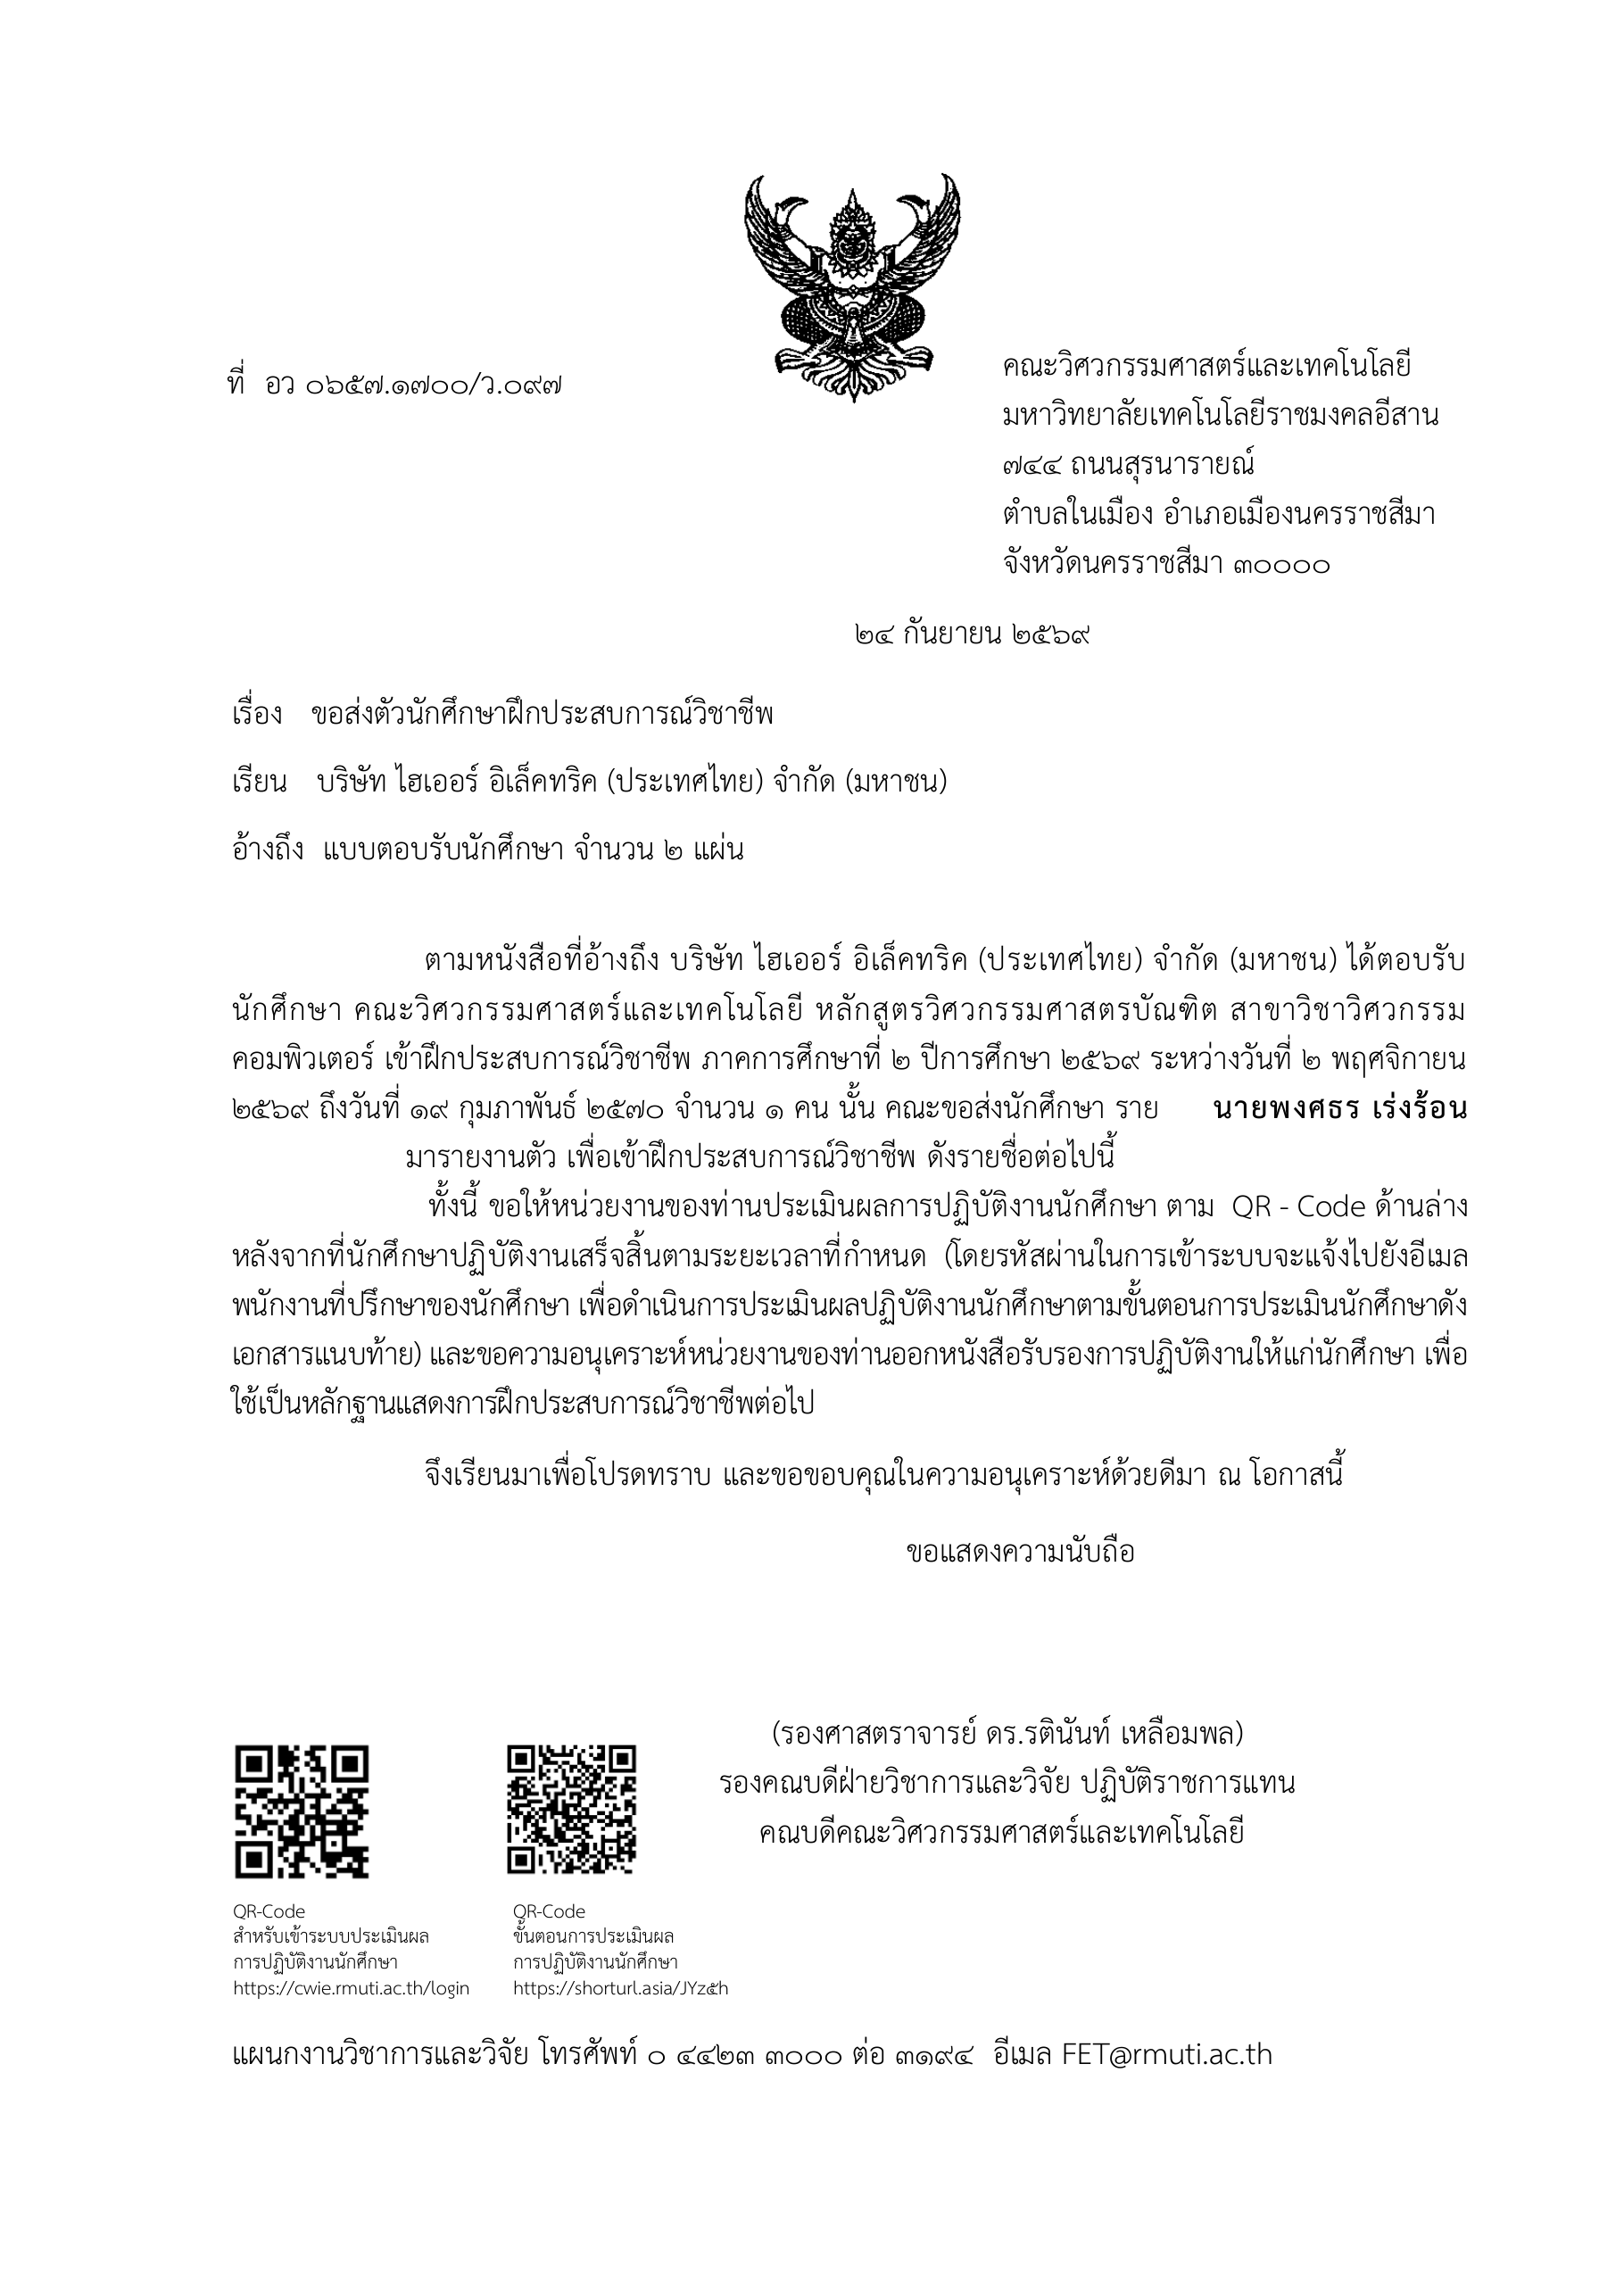 ที่ อว ๐๖๕๗.๑๗๐๐/ว.๐๙๗
คณะวิศวกรรมศาสตร์และเทคโนโลยี
มหาวิทยาลัยเทคโนโลยีราชมงคลอีสาน
๗๔๔ ถนนสุรนารายณ์
ตำบลในเมือง อำเภอเมืองนครราชสีมา
จังหวัดนครราชสีมา ๓๐๐๐๐
๒๔ กันยายน ๒๕๖๙
เรื่อง ขอส่งตัวนักศึกษาฝึกประสบการณ์วิชาชีพ
เรียน บริษัท ไฮเออร์ อิเล็คทริค (ประเทศไทย) จำกัด (มหาชน)
อ้างถึง แบบตอบรับนักศึกษา จำนวน ๒ แผ่น
ตามหนังสือที่อ้างถึง บริษัท ไฮเออร์ อิเล็คทริค (ประเทศไทย) จำกัด (มหาชน) ได้ตอบรับ
นักศึกษา คณะวิศวกรรมศาสตร์และเทคโนโลยี หลักสูตรวิศวกรรมศาสตรบัณฑิต สาขาวิชาวิศวกรรม
คอมพิวเตอร์ เข้าฝึกประสบการณ์วิชาชีพ ภาคการศึกษาที่ ๒ ปีการศึกษา ๒๕๖๙ ระหว่างวันที่ ๒ พฤศจิกายน
๒๕๖๙ ถึงวันที่ ๑๙ กุมภาพันธ์ ๒๕๗๐ จำนวน ๑ คน นั้น คณะขอส่งนักศึกษา ราย นายพงศธร เร่งร้อน
มารายงานตัว เพื่อเข้าฝึกประสบการณ์วิชาชีพ ดังรายชื่อต่อไปนี้
ทั้งนี้ ขอให้หน่วยงานของท่านประเมินผลการปฏิบัติงานนักศึกษา ตาม QR - Code ด้านล่าง
หลังจากที่นักศึกษาปฏิบัติงานเสร็จสิ้นตามระยะเวลาที่กำหนด (โดยรหัสผ่านในการเข้าระบบจะแจ้งไปยังอีเมล
พนักงานที่ปรึกษาของนักศึกษา เพื่อดำเนินการประเมินผลปฏิบัติงานนักศึกษาตามขั้นตอนการประเมินนักศึกษาดัง
เอกสารแนบท้าย) และขอความอนุเคราะห์หน่วยงานของท่านออกหนังสือรับรองการปฏิบัติงานให้แก่นักศึกษา เพื่อ
ใช้เป็นหลักฐานแสดงการฝึกประสบการณ์วิชาชีพต่อไป
จึงเรียนมาเพื่อโปรดทราบ และขอขอบคุณในความอนุเคราะห์ด้วยดีมา ณ โอกาสนี้
ขอแสดงความนับถือ
(รองศาสตราจารย์ ดร.รตินันท์ เหลือมพล)
รองคณบดีฝ่ายวิชาการและวิจัย ปฏิบัติราชการแทน
คณบดีคณะวิศวกรรมศาสตร์และเทคโนโลยี
QR-Code
สำหรับเข้าระบบประเมินผล
การปฏิบัติงานนักศึกษา
https://cwie.rmuti.ac.th/login
QR-Code
ขั้นตอนการประเมินผล
การปฏิบัติงานนักศึกษา
https://shorturl.asia/JYz๕h
แผนกงานวิชาการและวิจัย โทรศัพท์ ๐ ๔๔๒๓ ๓๐๐๐ ต่อ ๓๑๙๔ อีเมล FET@rmuti.ac.th